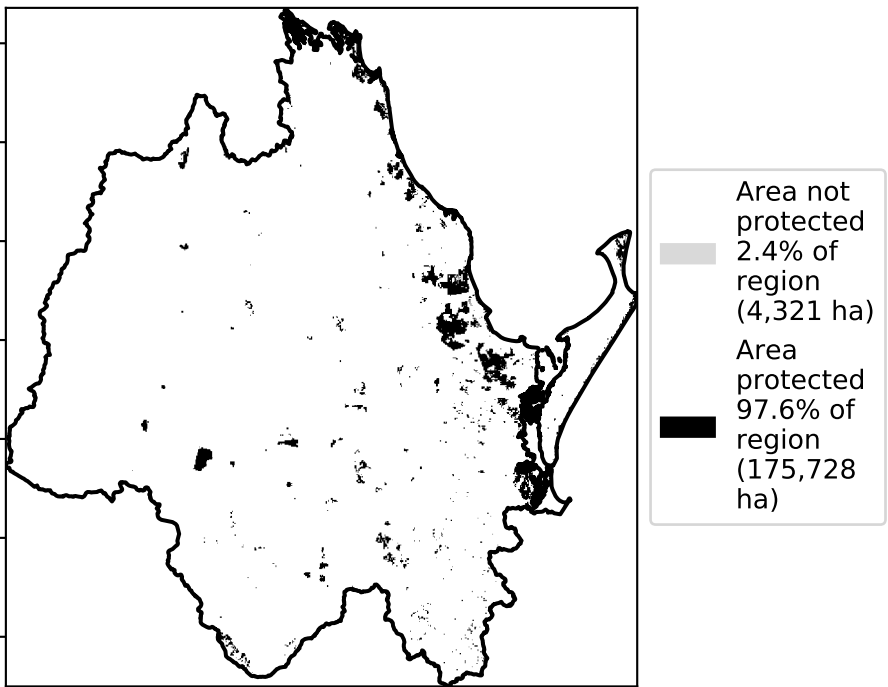 Area not
protected
2.4% of
region
(4,321 ha)
Area
protected
97.6% of
region
(175,728
ha)